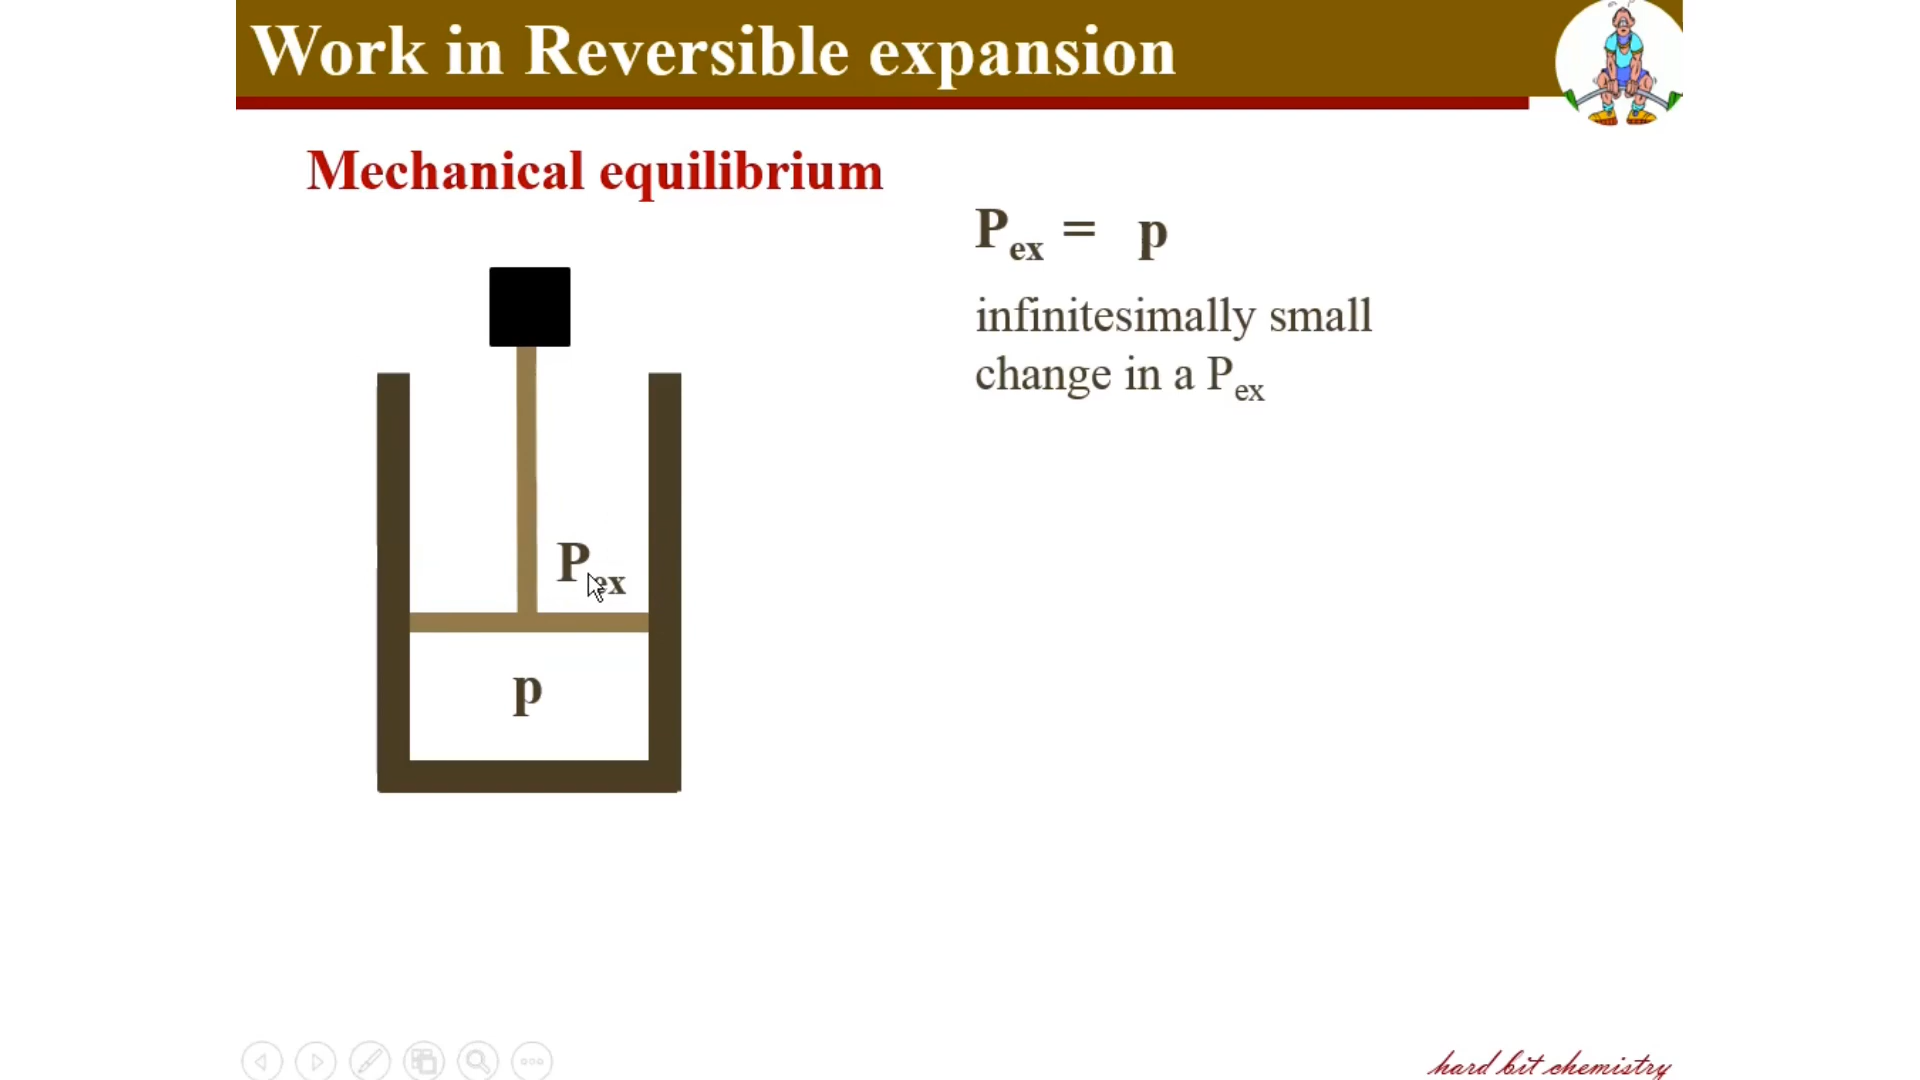 Work in Reversible expansion
Mechanical equilibrium
Pex = p
infinitesimally small
change in a Pex
Pex
p
hard bit chemistry